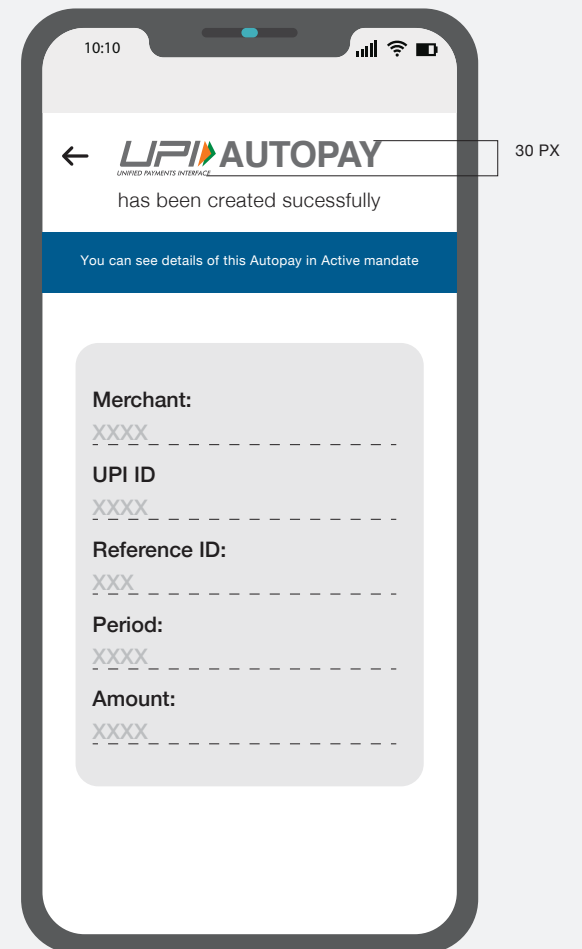 10:10
UPI AUTOPAY
UNIFIED PAYMENTS INTERFACE
30 PX
has been created sucessfully
You can see details of this Autopay in Active mandate
Merchant:
XXXX
UPI ID
XXXX
Reference ID:
XXX
Period:
XXXX
Amount:
XXXX